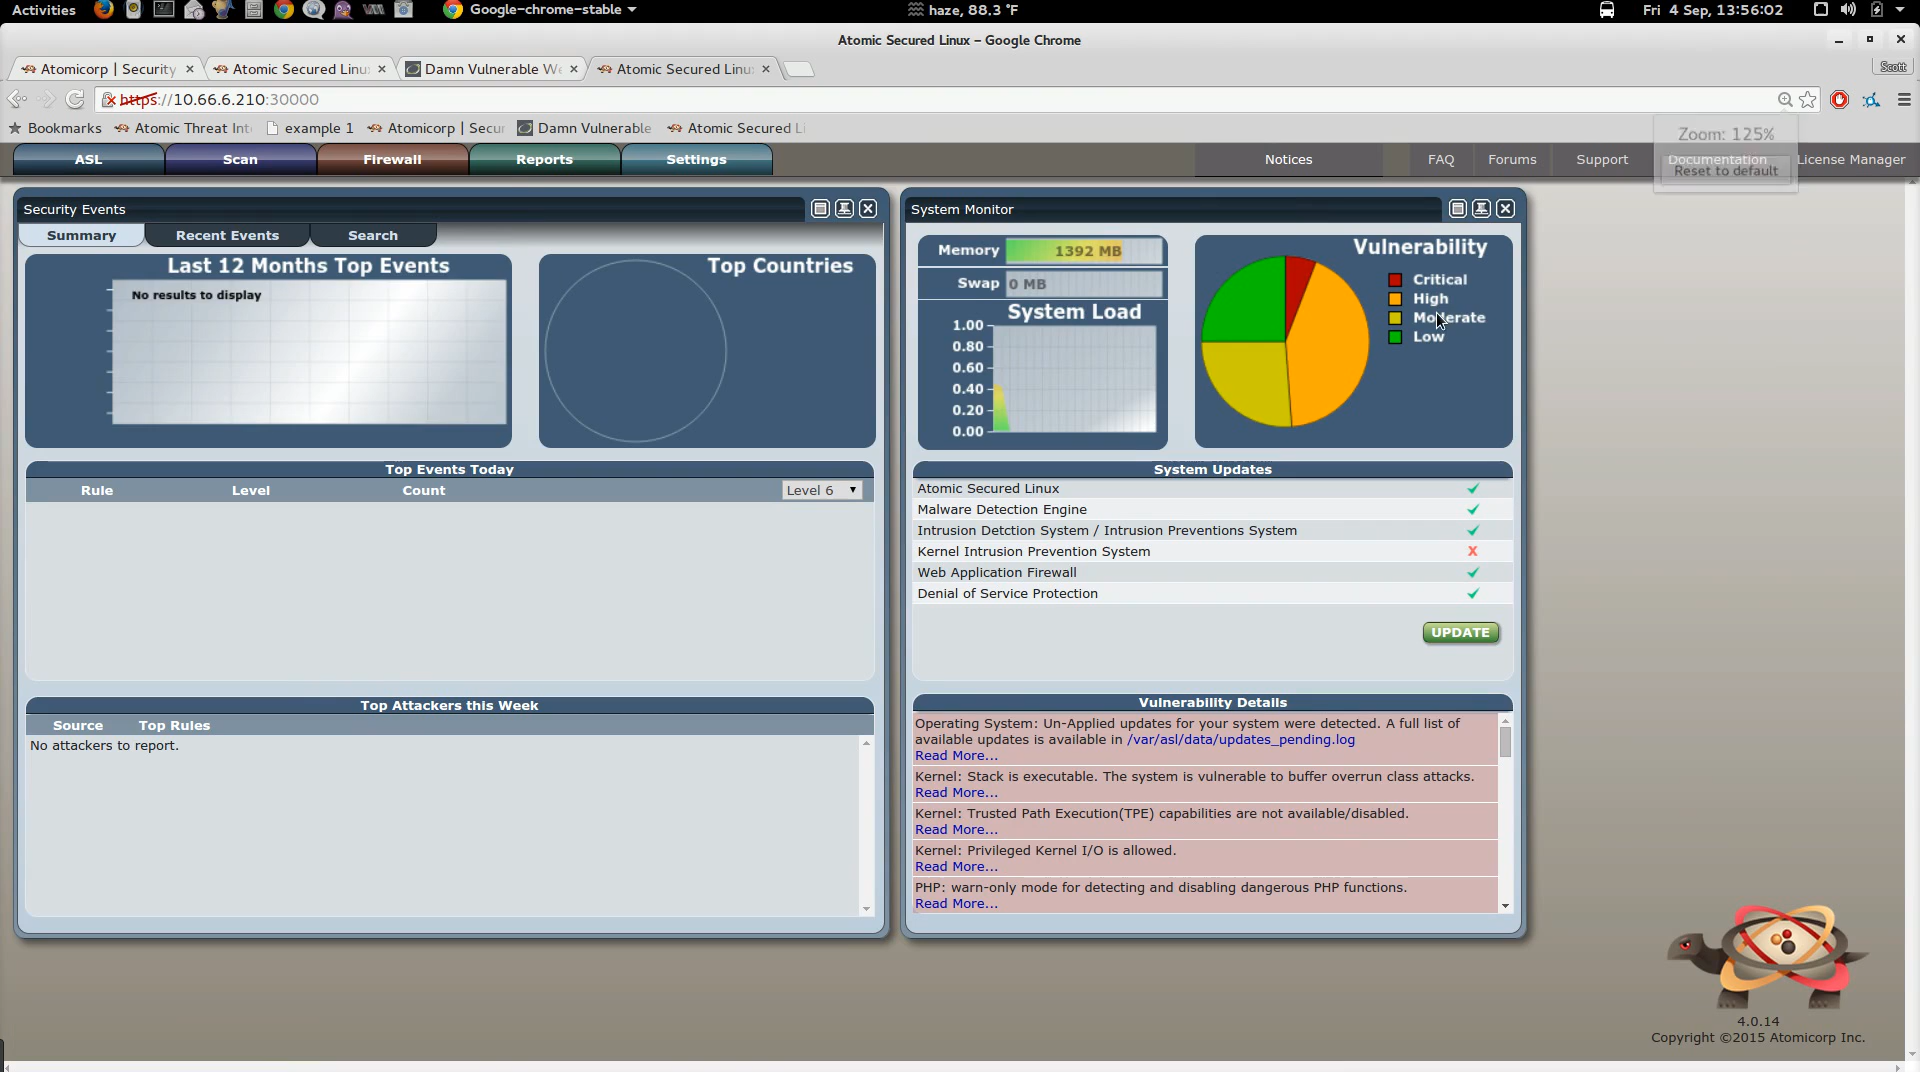 Activities
Google-chrome-stable
haze, 88.3 °F
Fri 4 Sep, 13:56:02
Atomic Secured Linux – Google Chrome
Atomicorp | Security
Atomic Secured Linu
Damn Vulnerable We
Atomic Secured Linu
Scott
https://10.66.6.210:30000
Bookmarks
Atomic Threat Int
example 1
Atomicorp | Secur
Damn Vulnerable
Atomic Secured L
Zoom: 125%
Reset to default
ASL
Scan
Firewall
Reports
Settings
Notices
FAQ
Forums
Support
Documentation
License Manager
Security Events
Summary
Recent Events
Search
Last 12 Months Top Events
No results to display
Top Countries
Top Events Today
Rule Level Count
Level 6
Top Attackers this Week
Source Top Rules
No attackers to report.
System Monitor
Memory 1392 MB
Swap 0 MB
System Load
1.00
0.80
0.60
0.40
0.20
0.00
Vulnerability
Critical
High
Moderate
Low
System Updates
Atomic Secured Linux
Malware Detection Engine
Intrusion Detction System / Intrusion Preventions System
Kernel Intrusion Prevention System X
Web Application Firewall
Denial of Service Protection
UPDATE
Vulnerability Details
Operating System: Un-Applied updates for your system were detected. A full list of
available updates is available in /var/asl/data/updates_pending.log
Read More...
Kernel: Stack is executable. The system is vulnerable to buffer overrun class attacks.
Read More...
Kernel: Trusted Path Execution(TPE) capabilities are not available/disabled.
Read More...
Kernel: Privileged Kernel I/O is allowed.
Read More...
PHP: warn-only mode for detecting and disabling dangerous PHP functions.
Read More...
4.0.14
Copyright ©2015 Atomicorp Inc.